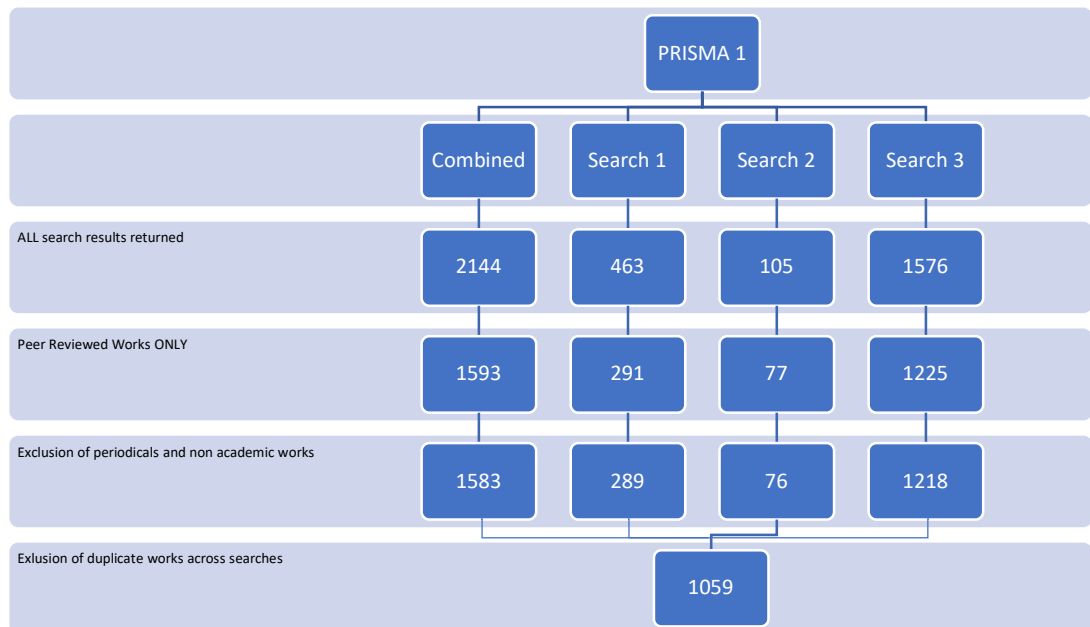 PRISMA 1
Combined
Search 1
Search 2
Search 3
ALL search results returned
2144
463
105
1576
Peer Reviewed Works ONLY
1593
291
77
1225
Exclusion of periodicals and non academic works
1583
289
76
1218
Exlusion of duplicate works across searches
1059